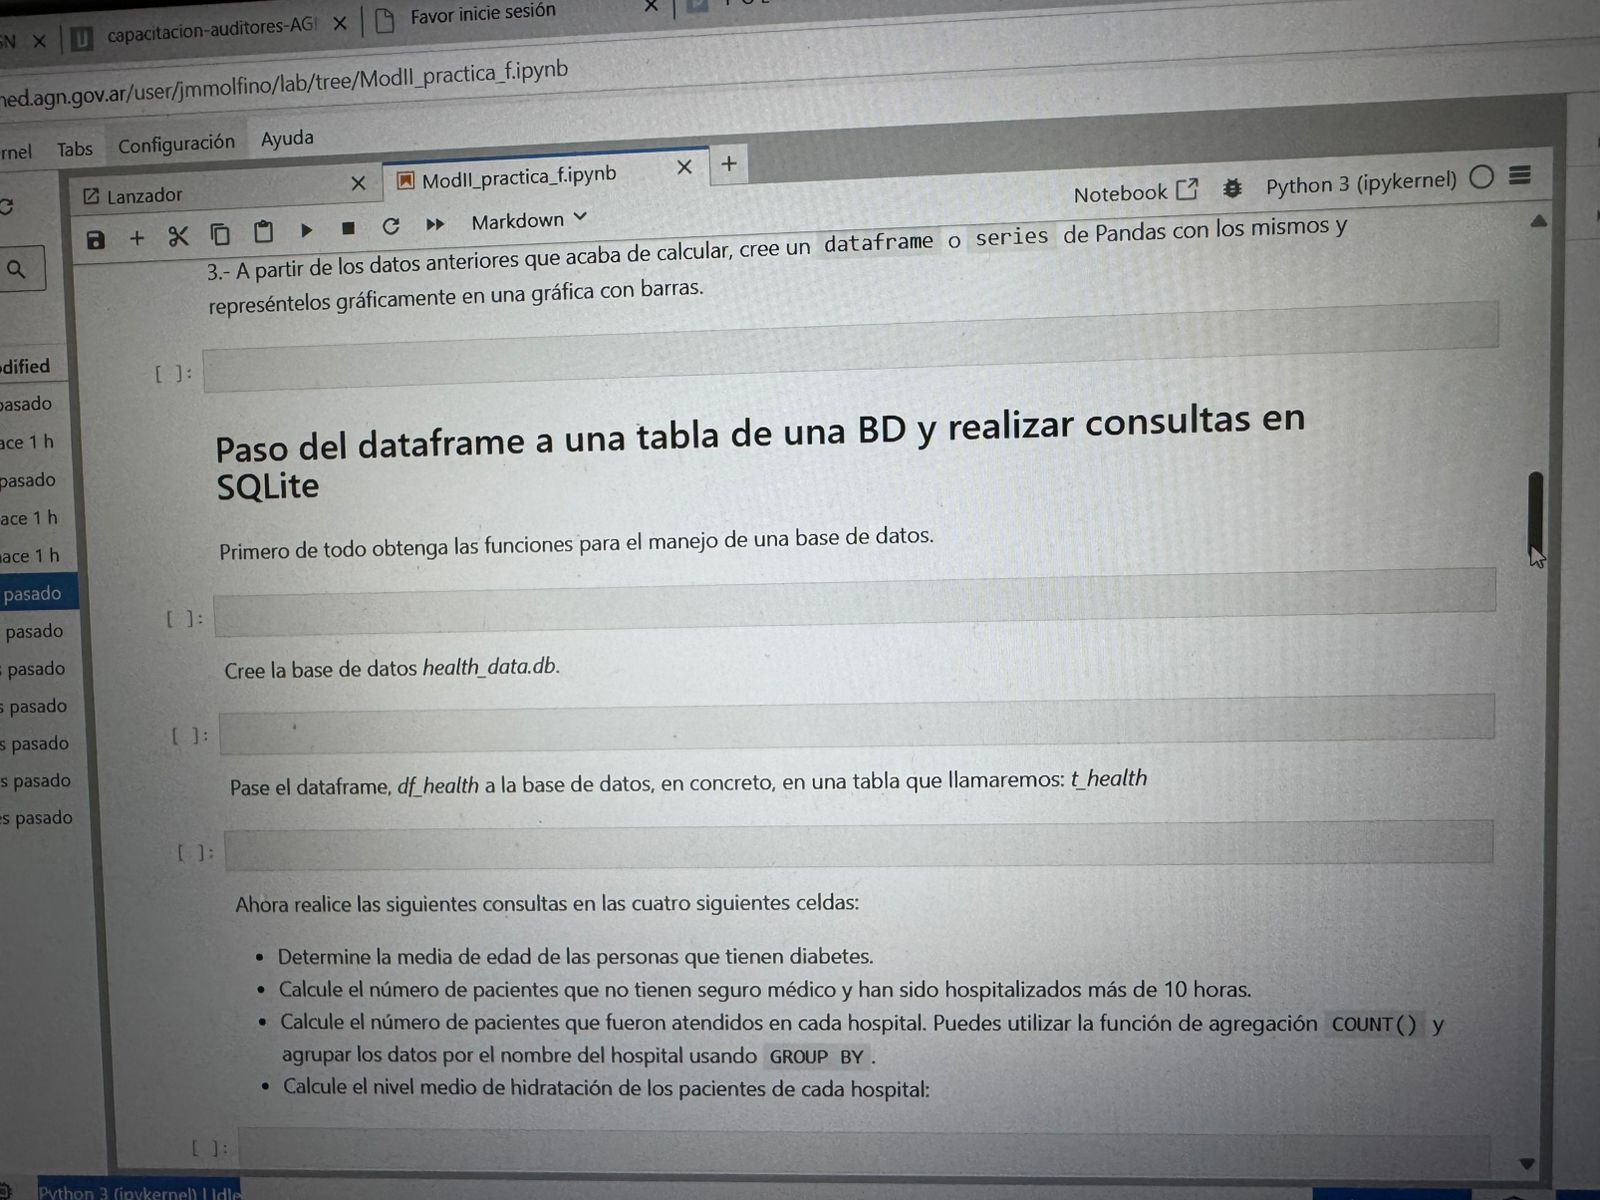 capacitacion-auditores-AG
Favor inicie sesión
ned.agn.gov.ar/user/jmmolfino/lab/tree/ModII_practica_f.ipynb
rnel Tabs Configuración Ayuda
Lanzador
ModII_practica_f.ipynb
Markdown
Notebook
Python 3 (ipykernel)
3.- A partir de los datos anteriores que acaba de calcular, cree un dataframe o series de Pandas con los mismos y
represéntelos gráficamente en una gráfica con barras.
[ ]:
Paso del dataframe a una tabla de una BD y realizar consultas en
SQLite
Primero de todo obtenga las funciones para el manejo de una base de datos.
[ ]:
Cree la base de datos health_data.db.
[ ]:
Pase el dataframe, df_health a la base de datos, en concreto, en una tabla que llamaremos: t_health
[ ]:
Ahora realice las siguientes consultas en las cuatro siguientes celdas:
• Determine la media de edad de las personas que tienen diabetes.
• Calcule el número de pacientes que no tienen seguro médico y han sido hospitalizados más de 10 horas.
• Calcule el número de pacientes que fueron atendidos en cada hospital. Puedes utilizar la función de agregación COUNT() y
agrupar los datos por el nombre del hospital usando GROUP BY.
• Calcule el nivel medio de hidratación de los pacientes de cada hospital:
[ ]:
dified
pasado
ace 1 h
pasado
ace 1 h
ace 1 h
pasado
pasado
s pasado
s pasado
s pasado
s pasado
es pasado
Python 3 (ipykernel) | Idle